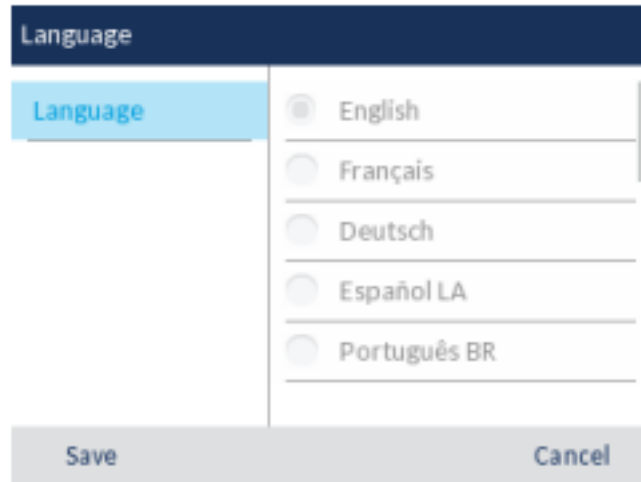 Language
Language
English
Français
Deutsch
Español LA
Português BR
Save
Cancel